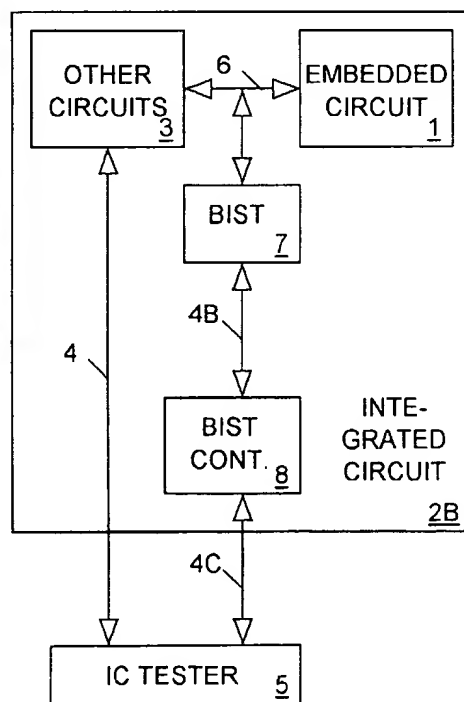 OTHER
CIRCUITS
3
6
EMBEDDED
CIRCUIT
1
BIST
7
4B
4
BIST
CONT.
8
INTE-
GRATED
CIRCUIT
2B
4C
IC TESTER
5